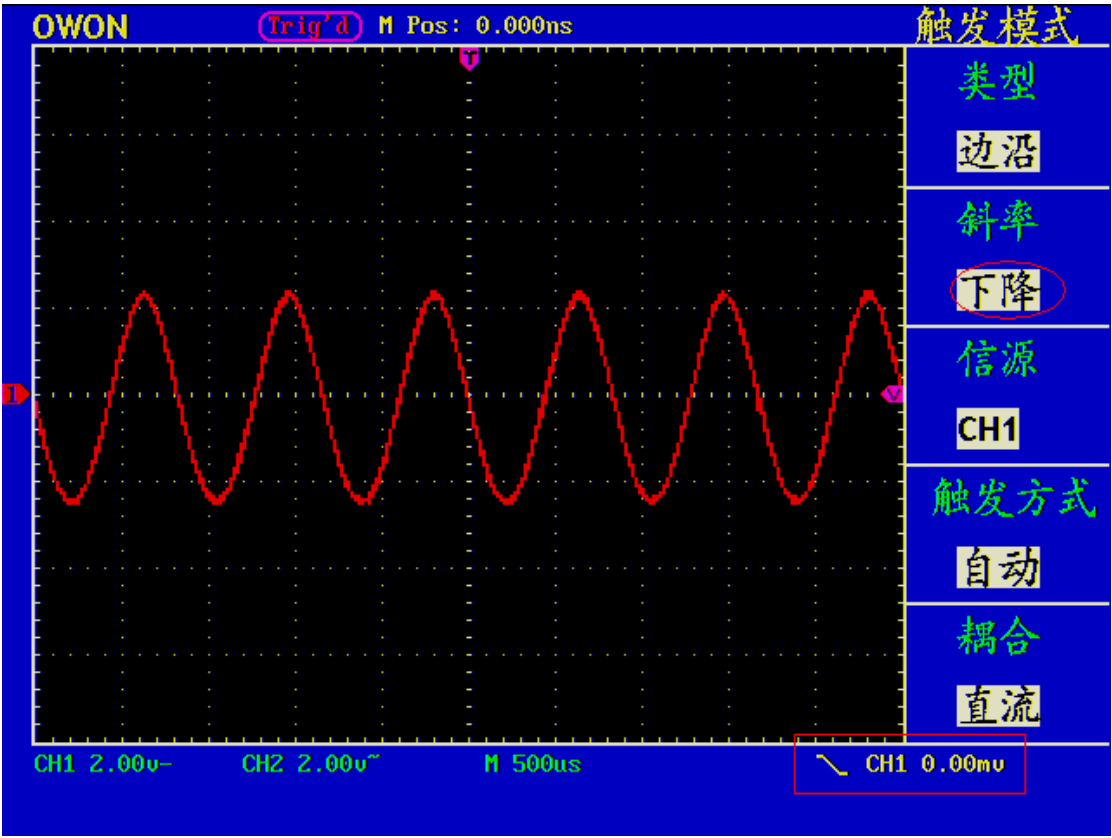 OWON Trig'd M Pos: 0.000ns 触发模式
T
类型
边沿
斜率
下降
信源
1 V
CH1
触发方式
自动
耦合
直流
CH1 2.00v— CH2 2.00v~ M 500us CH1 0.00mv